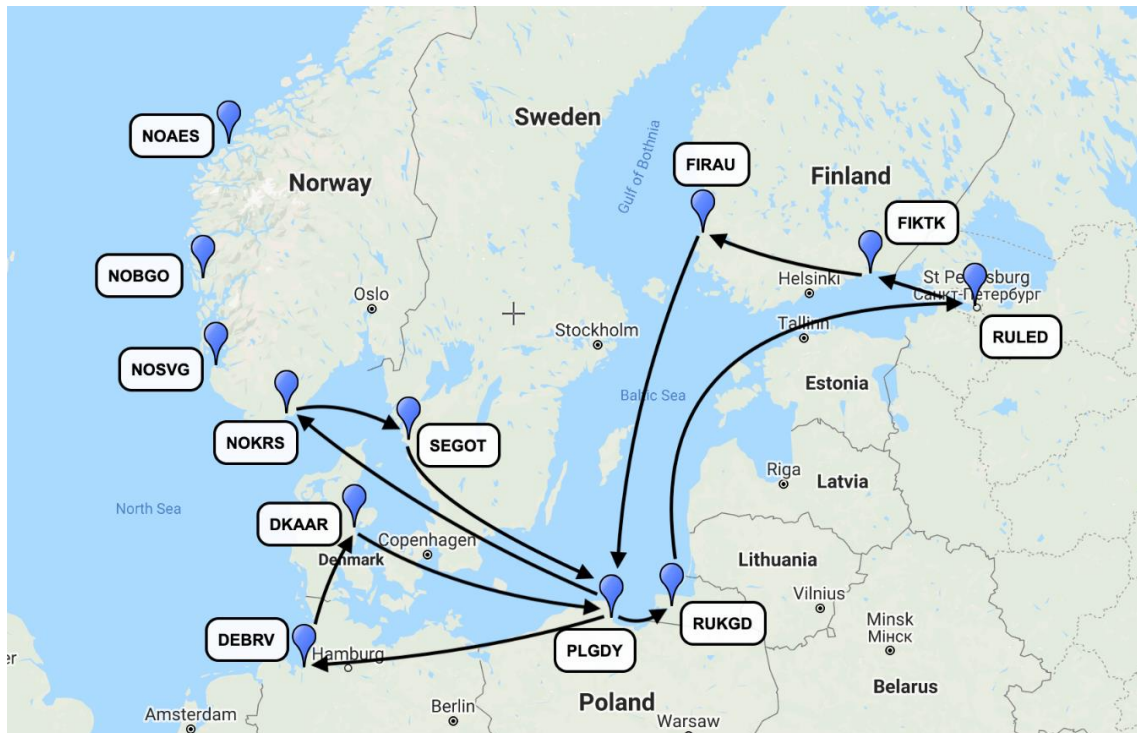 NOAES
Sweden
Norway
Gulf of Bothnia
FIRAU
Finland
FIKTK
NOBGO
Oslo
Helsinki
St Petersburg
Санкт-Петербург
Stockholm
Tallinn
RULED
NOSVG
Estonia
Baltic Sea
NOKRS
SEGOT
Riga
Latvia
North Sea
DKAAR
Copenhagen
Denmark
Lithuania
Vilnius
RUKGD
Minsk
Мінск
DEBRV
Hamburg
PLGDY
Belarus
Poland
Berlin
Amsterdam
Warsaw